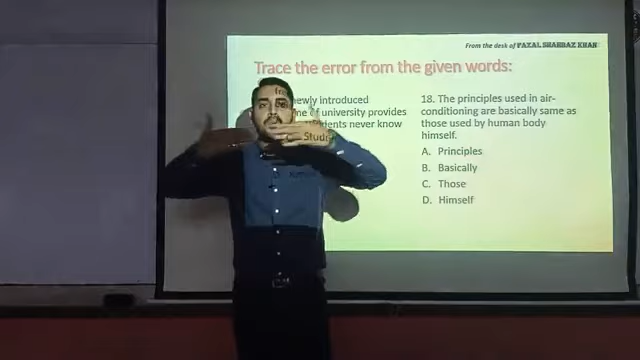 From the desk of FAZAL SHAHBAZ KHAN
Trace the error from the given words:
newly introduced
of university provides
never know
18. The principles used in air-
conditioning are basically same as
those used by human body
himself.
A. Principles
B. Basically
C. Those
D. Himself